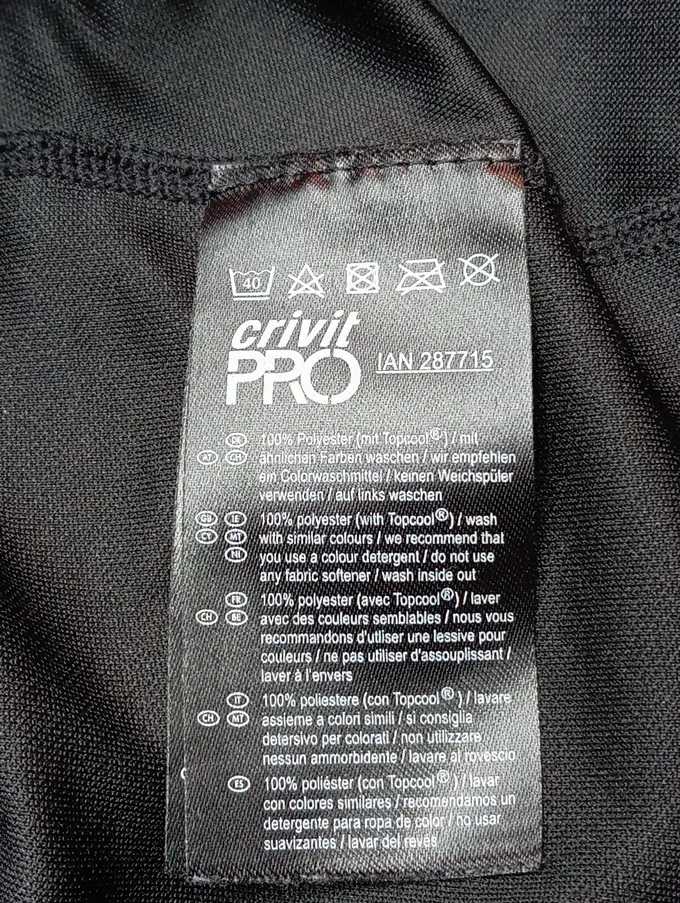 40
crivit
PRO IAN 287715
DE 100% Polyester (mit Topcool®) / mit
AT CH ähnlichen Farben waschen / wir empfehlen
ein Colorwaschmittel / keinen Weichspüler
verwenden / auf links waschen
GB IE 100% polyester (with Topcool®) / wash
CY MT with similar colours / we recommend that
NI you use a colour detergent / do not use
any fabric softener / wash inside out
FR 100% polyester (avec Topcool®) / laver
CH BE avec des couleurs semblables / nous vous
recommandons d'utiliser une lessive pour
couleurs / ne pas utiliser d'assouplissant /
laver à l'envers
IT 100% poliestere (con Topcool®) / lavare
CH MT assieme a colori simili / si consiglia
detersivo per colorati / non utilizzare
nessun ammorbidente / lavare al rovescio
ES 100% poliéster (con Topcool®) / lavar
con colores similares / recomendamos un
detergente para ropa de color / no usar
suavizantes / lavar del revés